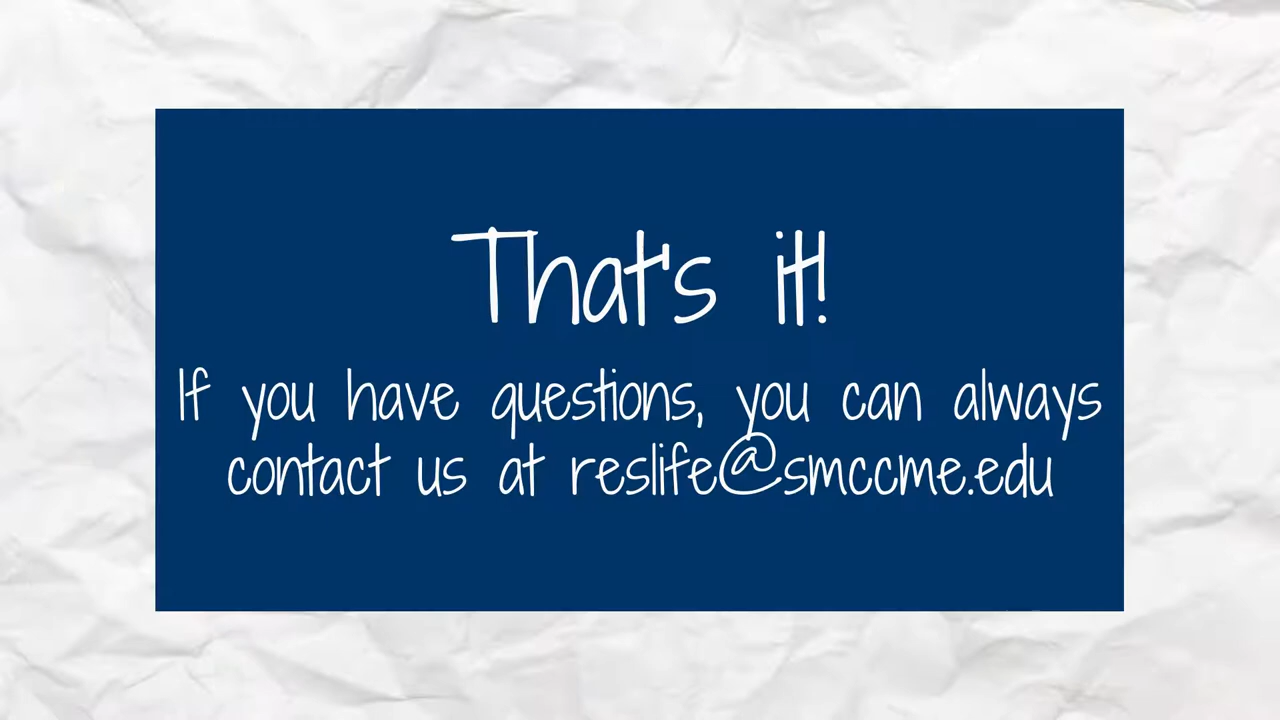 That's it!
If you have questions, you can always
contact us at reslife@smccme.edu